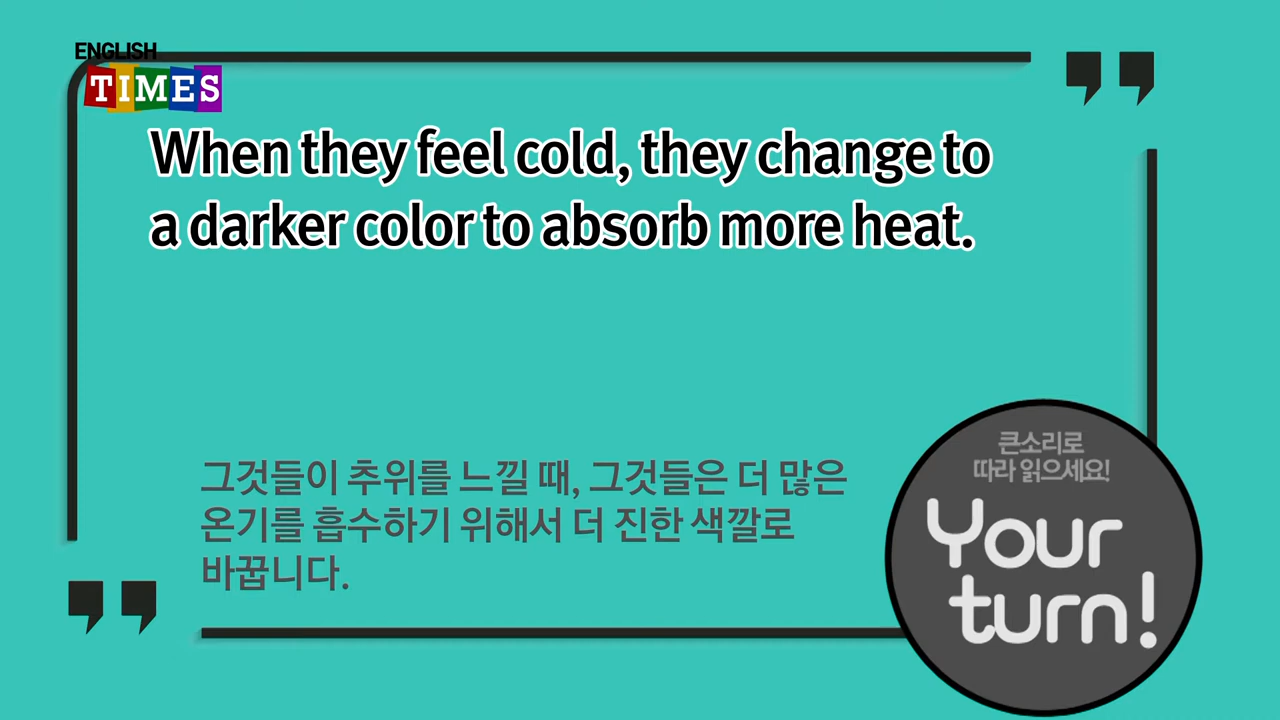 ENGLISH
TIMES
When they feel cold, they change to
a darker color to absorb more heat.
그것들이 추위를 느낄 때, 그것들은 더 많은
온기를 흡수하기 위해서 더 진한 색깔로
바꿉니다.
큰소리로
따라 읽으세요!
Your
turn!